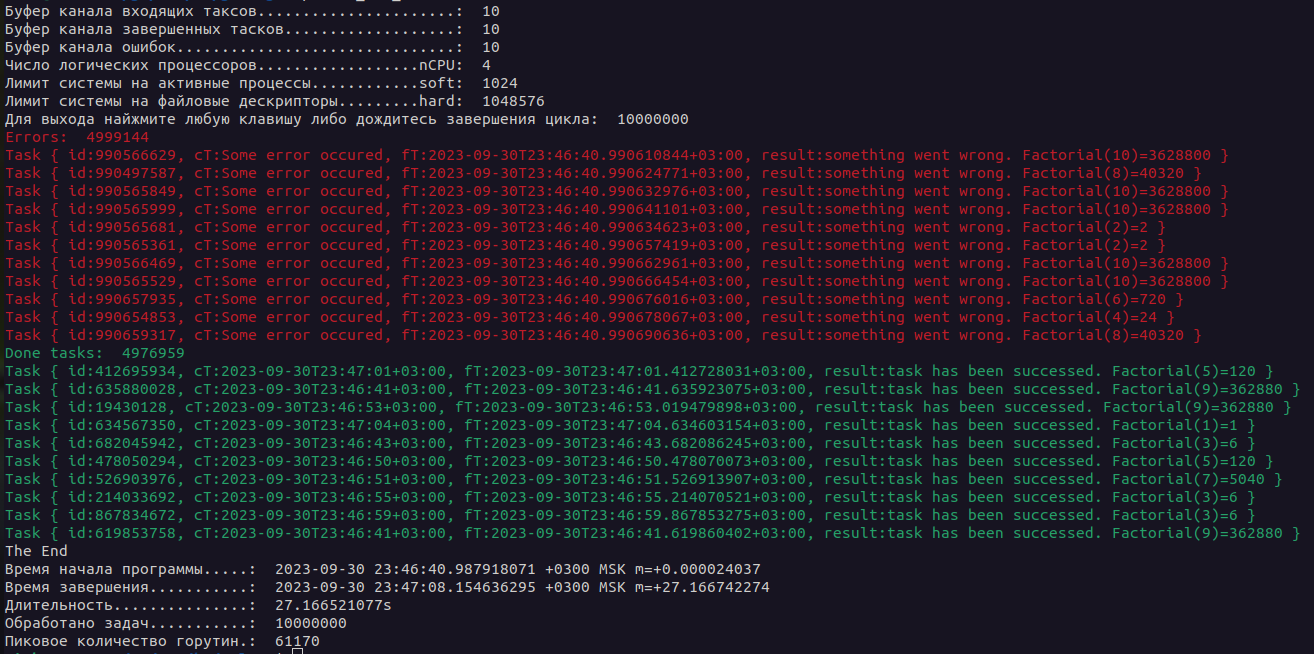 Буфер канала входящих таксов......................:  10
Буфер канала завершенных тасков...................:  10
Буфер канала ошибок...............................:  10
Число логических процессоров..................nCPU:  4
Лимит системы на активные процессы............soft:  1024
Лимит системы на файловые дескрипторы.........hard:  1048576
Для выхода найжмите любую клавишу либо дождитесь завершения цикла:  10000000
Errors:  4999144
Task { id:990566629, cT:Some error occured, fT:2023-09-30T23:46:40.990610844+03:00, result:something went wrong. Factorial(10)=3628800 }
Task { id:990497587, cT:Some error occured, fT:2023-09-30T23:46:40.990624771+03:00, result:something went wrong. Factorial(8)=40320 }
Task { id:990565849, cT:Some error occured, fT:2023-09-30T23:46:40.990632976+03:00, result:something went wrong. Factorial(10)=3628800 }
Task { id:990565999, cT:Some error occured, fT:2023-09-30T23:46:40.990641101+03:00, result:something went wrong. Factorial(10)=3628800 }
Task { id:990565681, cT:Some error occured, fT:2023-09-30T23:46:40.990634623+03:00, result:something went wrong. Factorial(2)=2 }
Task { id:990565361, cT:Some error occured, fT:2023-09-30T23:46:40.990657419+03:00, result:something went wrong. Factorial(2)=2 }
Task { id:990566469, cT:Some error occured, fT:2023-09-30T23:46:40.990662961+03:00, result:something went wrong. Factorial(10)=3628800 }
Task { id:990565529, cT:Some error occured, fT:2023-09-30T23:46:40.990666454+03:00, result:something went wrong. Factorial(10)=3628800 }
Task { id:990657935, cT:Some error occured, fT:2023-09-30T23:46:40.990676016+03:00, result:something went wrong. Factorial(6)=720 }
Task { id:990654853, cT:Some error occured, fT:2023-09-30T23:46:40.990678067+03:00, result:something went wrong. Factorial(4)=24 }
Task { id:990659317, cT:Some error occured, fT:2023-09-30T23:46:40.990690636+03:00, result:something went wrong. Factorial(8)=40320 }
Done tasks:  4976959
Task { id:412695934, cT:2023-09-30T23:47:01+03:00, fT:2023-09-30T23:47:01.412728031+03:00, result:task has been successed. Factorial(5)=120 }
Task { id:635880028, cT:2023-09-30T23:46:41+03:00, fT:2023-09-30T23:46:41.635923075+03:00, result:task has been successed. Factorial(9)=362880 }
Task { id:19430128, cT:2023-09-30T23:46:53+03:00, fT:2023-09-30T23:46:53.019479898+03:00, result:task has been successed. Factorial(9)=362880 }
Task { id:634567350, cT:2023-09-30T23:47:04+03:00, fT:2023-09-30T23:47:04.634603154+03:00, result:task has been successed. Factorial(1)=1 }
Task { id:682045942, cT:2023-09-30T23:46:43+03:00, fT:2023-09-30T23:46:43.682086245+03:00, result:task has been successed. Factorial(3)=6 }
Task { id:478050294, cT:2023-09-30T23:46:50+03:00, fT:2023-09-30T23:46:50.478070073+03:00, result:task has been successed. Factorial(5)=120 }
Task { id:526903976, cT:2023-09-30T23:46:51+03:00, fT:2023-09-30T23:46:51.526913907+03:00, result:task has been successed. Factorial(7)=5040 }
Task { id:214033692, cT:2023-09-30T23:46:55+03:00, fT:2023-09-30T23:46:55.214070521+03:00, result:task has been successed. Factorial(3)=6 }
Task { id:867834672, cT:2023-09-30T23:46:59+03:00, fT:2023-09-30T23:46:59.867853275+03:00, result:task has been successed. Factorial(3)=6 }
Task { id:619853758, cT:2023-09-30T23:46:41+03:00, fT:2023-09-30T23:46:41.619860402+03:00, result:task has been successed. Factorial(9)=362880 }
The End
Время начала программы.....:  2023-09-30 23:46:40.987918071 +0300 MSK m=+0.000024037
Время завершения...........:  2023-09-30 23:47:08.154636295 +0300 MSK m=+27.166742274
Длительность...............:  27.166521077s
Обработано задач...........:  10000000
Пиковое количество горутин.:  61170